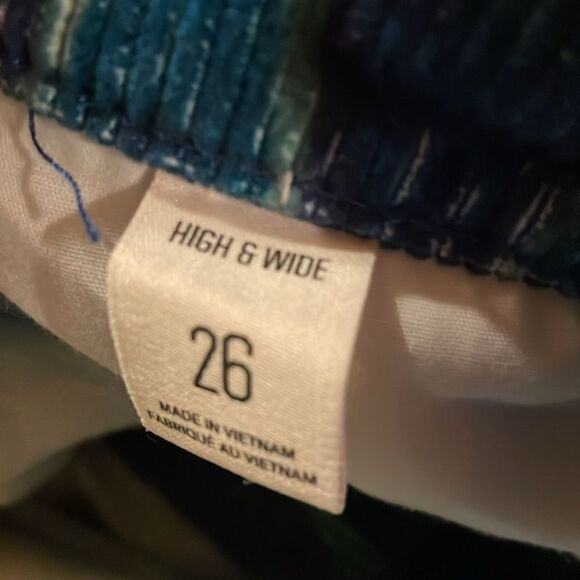 HIGH & WIDE
26
MADE IN VIETNAM
FABRIQUÉ AU VIETNAM